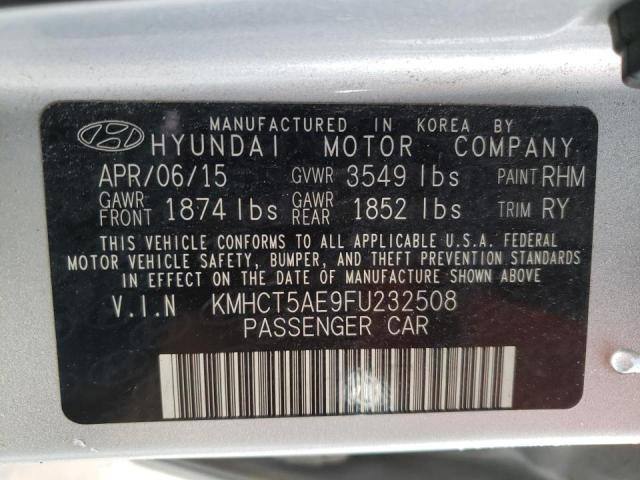 MANUFACTURED IN KOREA BY
HYUNDAI MOTOR COMPANY
APR/06/15 GVWR 3549 lbs PAINT RHM
GAWR FRONT 1874 lbs GAWR REAR 1852 lbs TRIM RY
THIS VEHICLE CONFORMS TO ALL APPLICABLE U.S.A. FEDERAL
MOTOR VEHICLE SAFETY, BUMPER, AND THEFT PREVENTION STANDARDS
IN EFFECT ON THE DATE OF MANUFACTURE SHOWN ABOVE.
V.I.N KMHCT5AE9FU232508
PASSENGER CAR